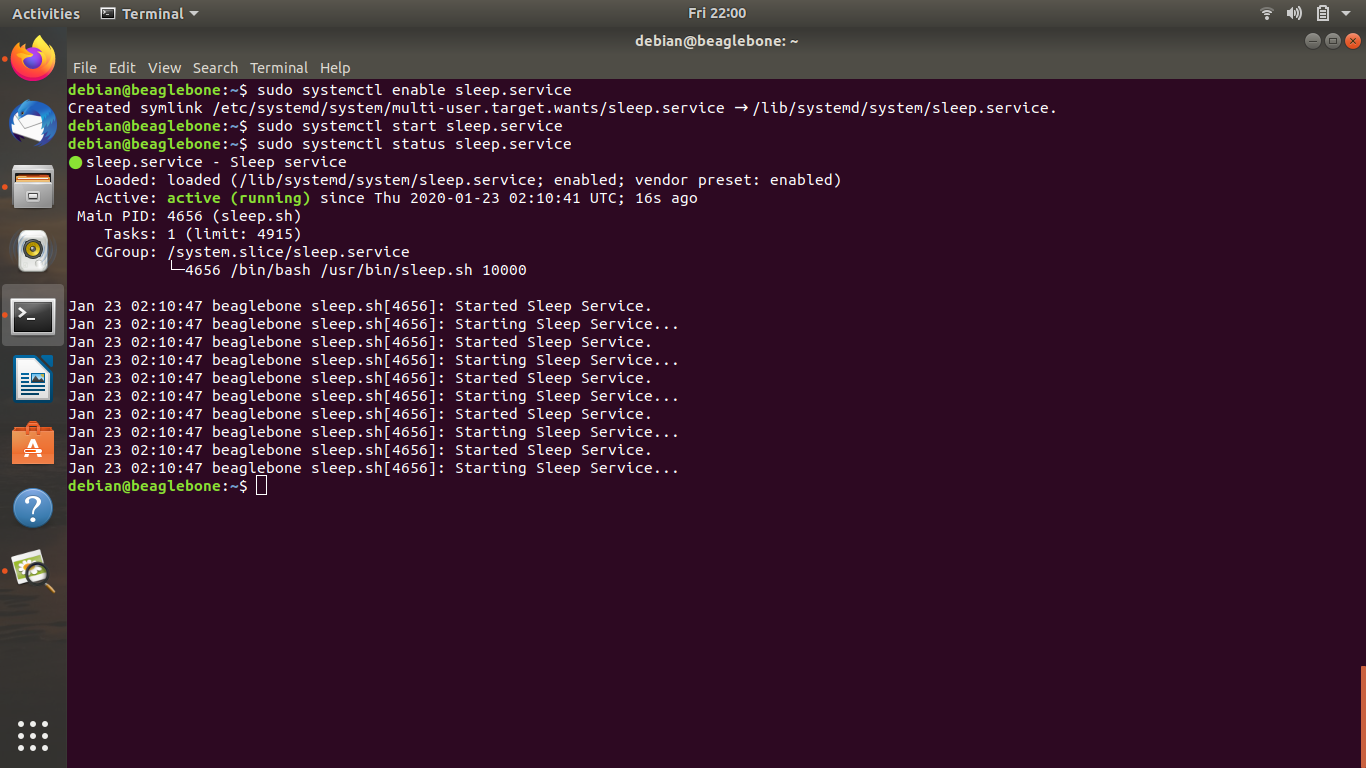 Activities Terminal Fri 22:00
debian@beaglebone: ~
File Edit View Search Terminal Help
debian@beaglebone:~$ sudo systemctl enable sleep.service
Created symlink /etc/systemd/system/multi-user.target.wants/sleep.service → /lib/systemd/system/sleep.service.
debian@beaglebone:~$ sudo systemctl start sleep.service
debian@beaglebone:~$ sudo systemctl status sleep.service
● sleep.service - Sleep service
   Loaded: loaded (/lib/systemd/system/sleep.service; enabled; vendor preset: enabled)
   Active: active (running) since Thu 2020-01-23 02:10:41 UTC; 16s ago
 Main PID: 4656 (sleep.sh)
    Tasks: 1 (limit: 4915)
   CGroup: /system.slice/sleep.service
           └─4656 /bin/bash /usr/bin/sleep.sh 10000
Jan 23 02:10:47 beaglebone sleep.sh[4656]: Started Sleep Service.
Jan 23 02:10:47 beaglebone sleep.sh[4656]: Starting Sleep Service...
Jan 23 02:10:47 beaglebone sleep.sh[4656]: Started Sleep Service.
Jan 23 02:10:47 beaglebone sleep.sh[4656]: Starting Sleep Service...
Jan 23 02:10:47 beaglebone sleep.sh[4656]: Started Sleep Service.
Jan 23 02:10:47 beaglebone sleep.sh[4656]: Starting Sleep Service...
Jan 23 02:10:47 beaglebone sleep.sh[4656]: Started Sleep Service.
Jan 23 02:10:47 beaglebone sleep.sh[4656]: Starting Sleep Service...
Jan 23 02:10:47 beaglebone sleep.sh[4656]: Started Sleep Service.
Jan 23 02:10:47 beaglebone sleep.sh[4656]: Starting Sleep Service...
debian@beaglebone:~$